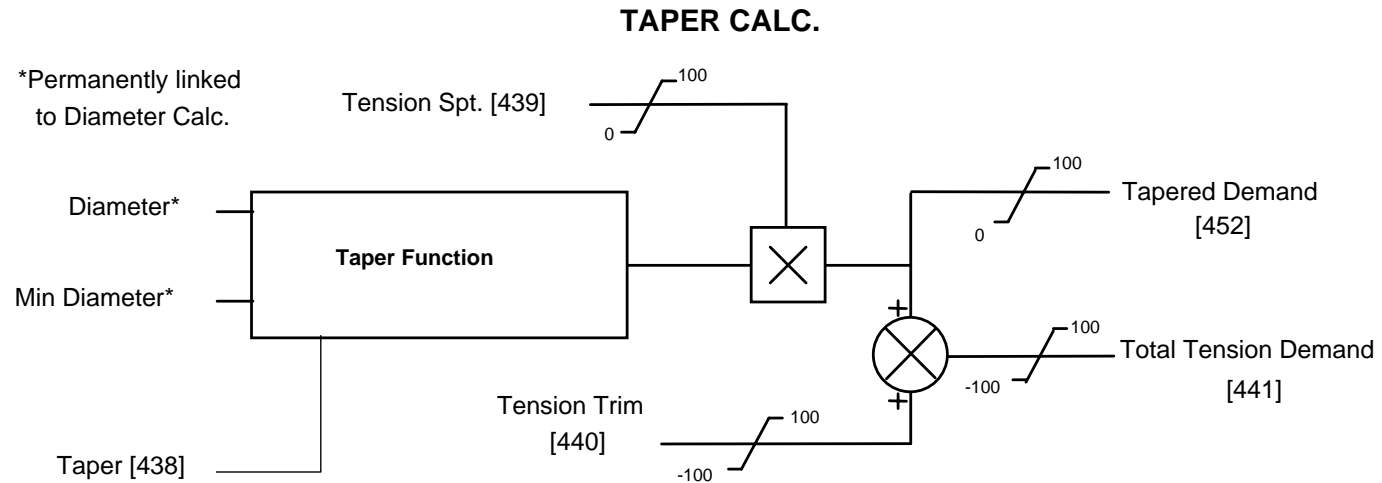 TAPER CALC.
*Permanently linked
to Diameter Calc.
Tension Spt. [439]
100
0
Diameter*
Min Diameter*
Taper Function
100
0
Tapered Demand
[452]
+
+
100
-100
Total Tension Demand
[441]
Tension Trim
[440]
100
-100
Taper [438]